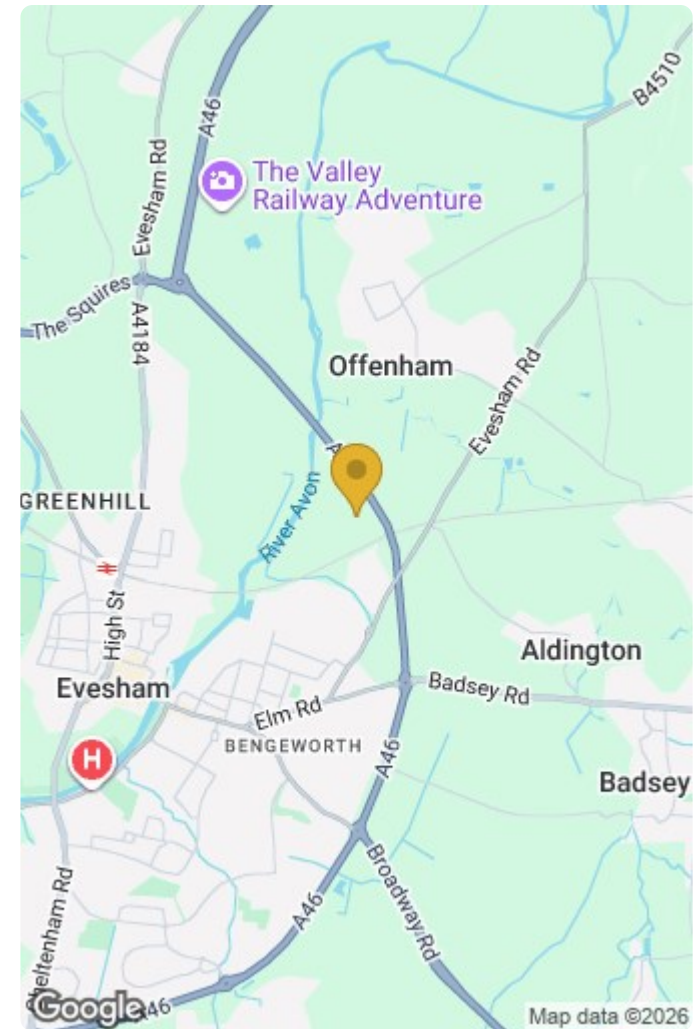 B4510
A46
Evesham Rd
The Valley
Railway Adventure
The Squires
A4184
Offenham
Evesham Rd
GREENHILL
River Avon
High St
Aldington
Evesham
Badsey Rd
Elm Rd
BENGEWORTH
A46
Badsey
Broadway Rd
A46
H
Cheltenham Rd
Google
A46
Map data ©2026